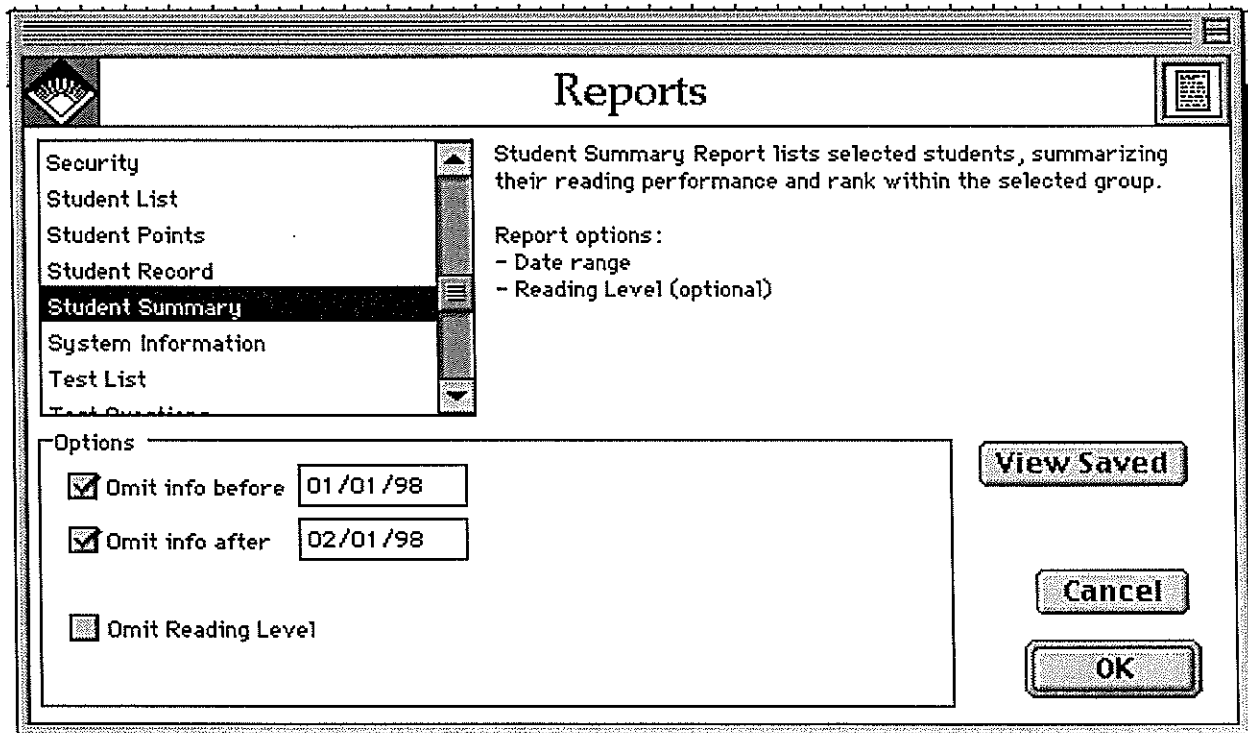 Reports
Security
Student List
Student Points
Student Record
Student Summary
System Information
Test List
Student Summary Report lists selected students, summarizing
their reading performance and rank within the selected group.
Report options:
- Date range
- Reading Level (optional)
Options
Omit info before 01/01/98
Omit info after 02/01/98
Omit Reading Level
View Saved
Cancel
OK